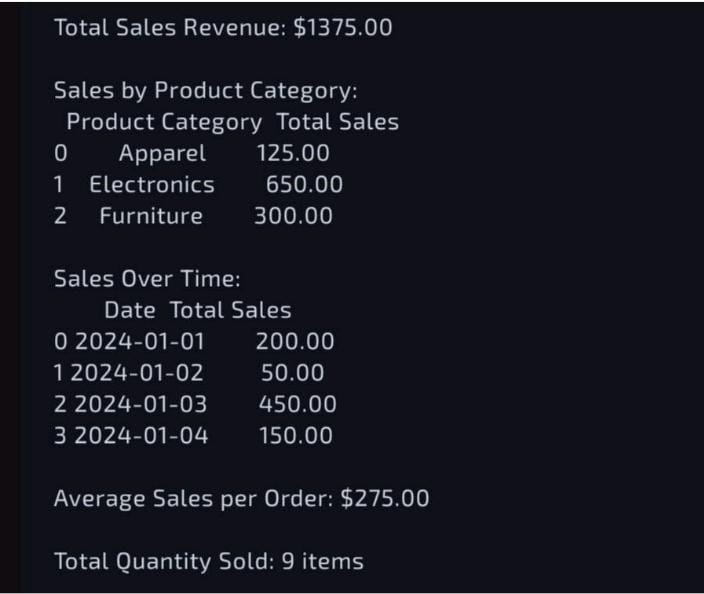 Total Sales Revenue: $1375.00
Sales by Product Category:
Product Category Total Sales
0 Apparel 125.00
1 Electronics 650.00
2 Furniture 300.00
Sales Over Time:
Date Total Sales
0 2024-01-01 200.00
1 2024-01-02 50.00
2 2024-01-03 450.00
3 2024-01-04 150.00
Average Sales per Order: $275.00
Total Quantity Sold: 9 items